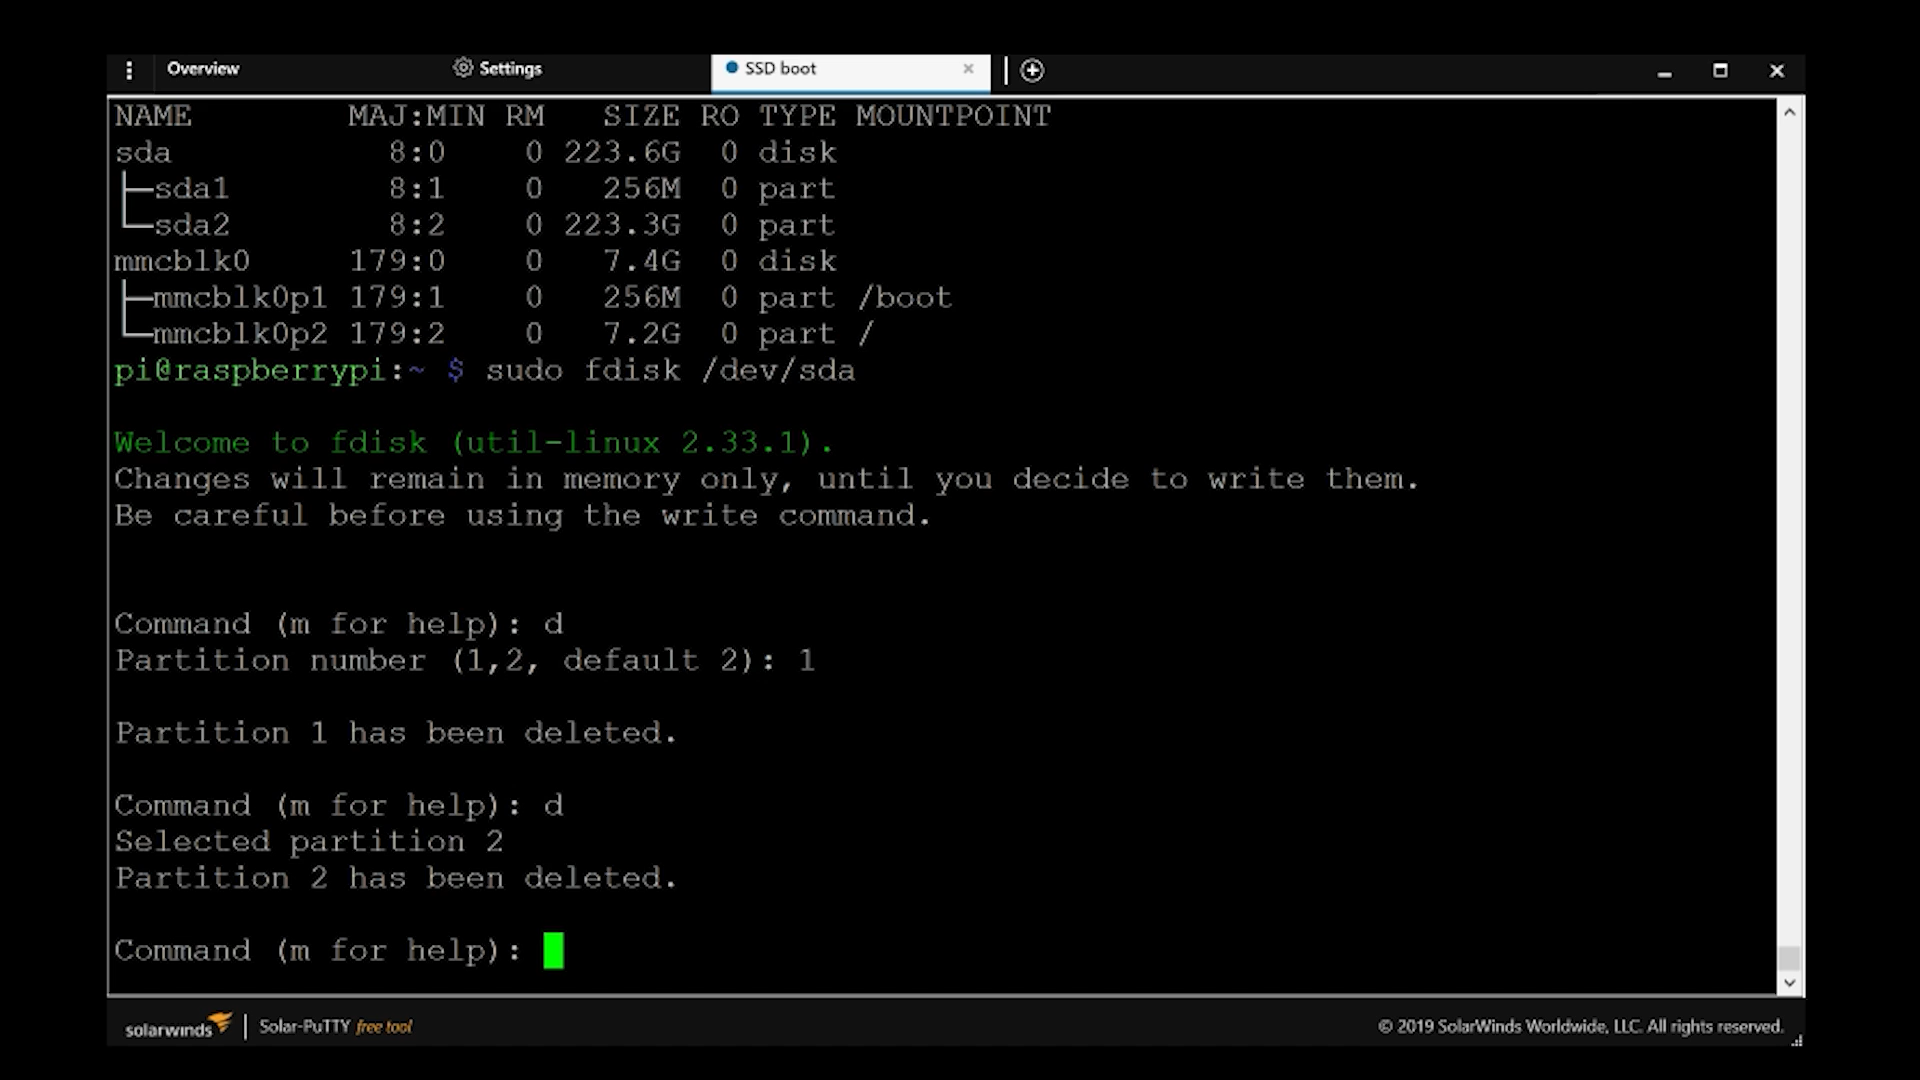 Overview Settings SSD boot
NAME MAJ:MIN RM SIZE RO TYPE MOUNTPOINT
sda 8:0 0 223.6G 0 disk
├─sda1 8:1 0 256M 0 part
└─sda2 8:2 0 223.3G 0 part
mmcblk0 179:0 0 7.4G 0 disk
├─mmcblk0p1 179:1 0 256M 0 part /boot
└─mmcblk0p2 179:2 0 7.2G 0 part /
pi@raspberrypi:~ $ sudo fdisk /dev/sda
Welcome to fdisk (util-linux 2.33.1).
Changes will remain in memory only, until you decide to write them.
Be careful before using the write command.
Command (m for help): d
Partition number (1,2, default 2): 1
Partition 1 has been deleted.
Command (m for help): d
Selected partition 2
Partition 2 has been deleted.
Command (m for help):
solarwinds Solar-PuTTY free tool © 2019 SolarWinds Worldwide, LLC. All rights reserved.